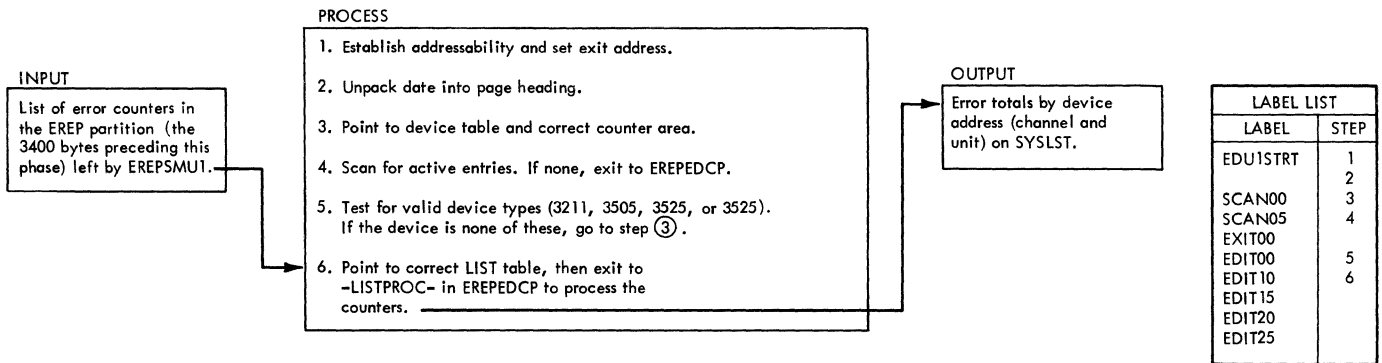 INPUT
List of error counters in
the EREP partition (the
3400 bytes preceding this
phase) left by EREPSMU1.
PROCESS
1. Establish addressability and set exit address.
2. Unpack date into page heading.
3. Point to device table and correct counter area.
4. Scan for active entries. If none, exit to EREPEDCP.
5. Test for valid device types (3211, 3505, 3525, or 3525).
If the device is none of these, go to step 3 .
6. Point to correct LIST table, then exit to
-LISTPROC- in EREPEDCP to process the
counters.
OUTPUT
Error totals by device
address (channel and
unit) on SYSLST.
LABEL LIST
LABEL STEP
EDU1STRT 1
2
SCAN00 3
SCAN05 4
EXIT00
EDIT00 5
EDIT10 6
EDIT15
EDIT20
EDIT25